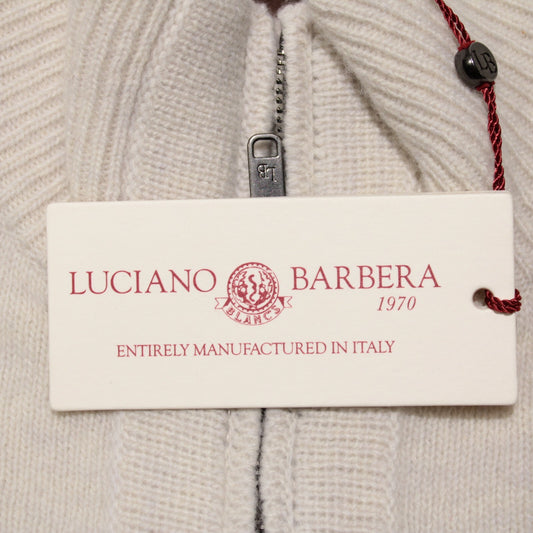 LB
LB
LUCIANO BARBERA
1970
BLANCS
ENTIRELY MANUFACTURED IN ITALY